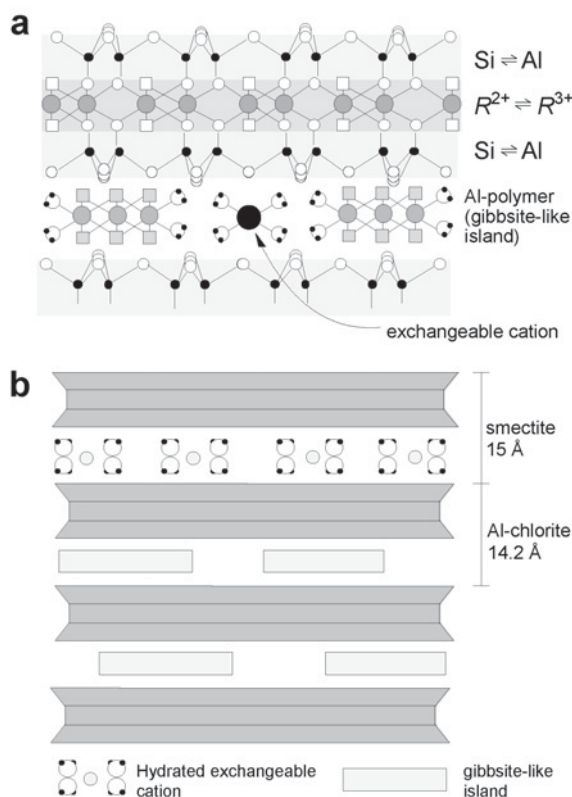 a
Si ⇌ Al
R2+ ⇌ R3+
Si ⇌ Al
Al-polymer
(gibbsite-like
island)
exchangeable cation
b
smectite
15 Å
Al-chlorite
14.2 Å
Hydrated exchangeable
cation
gibbsite-like
island